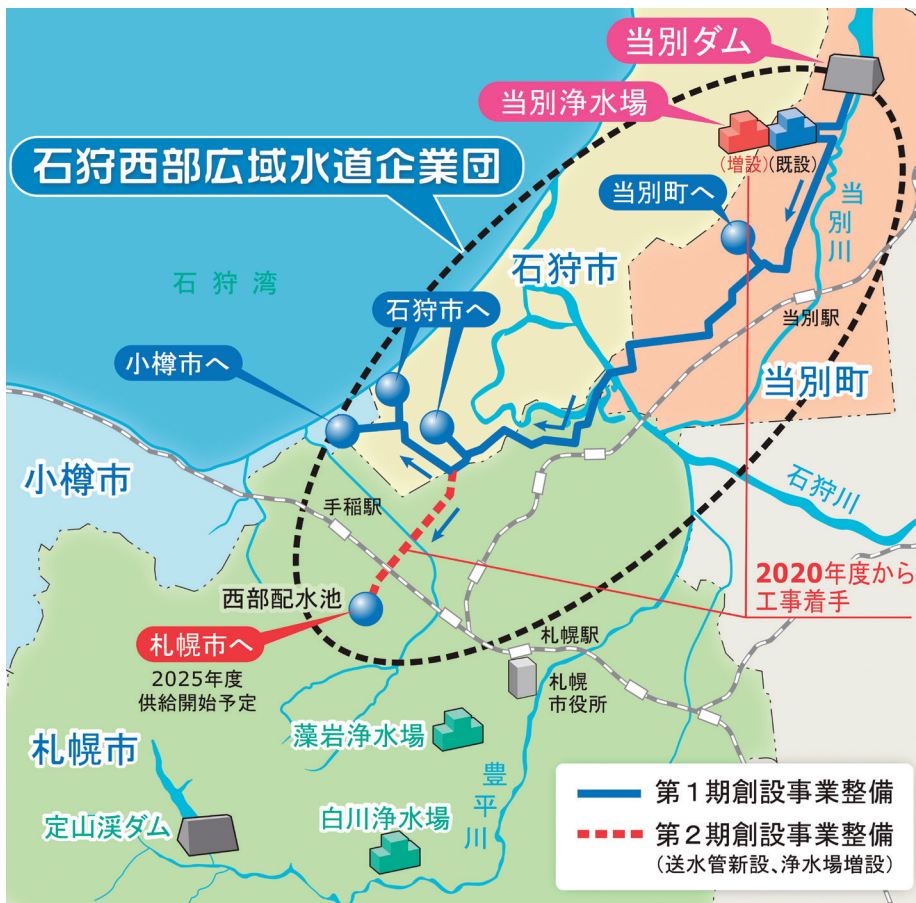 当別ダム
当別浄水場
(増設)(既設)
石狩西部広域水道企業団
当別町へ
当別川
石狩市
石狩湾
石狩市へ
当別駅
小樽市へ
当別町
小樽市
手稲駅
石狩川
2020年度から
工事着手
西部配水池
札幌市へ
2025年度
供給開始予定
札幌駅
札幌
市役所
藻岩浄水場
札幌市
豊平川
定山渓ダム
白川浄水場
第1期創設事業整備
第2期創設事業整備
(送水管新設、浄水場増設)